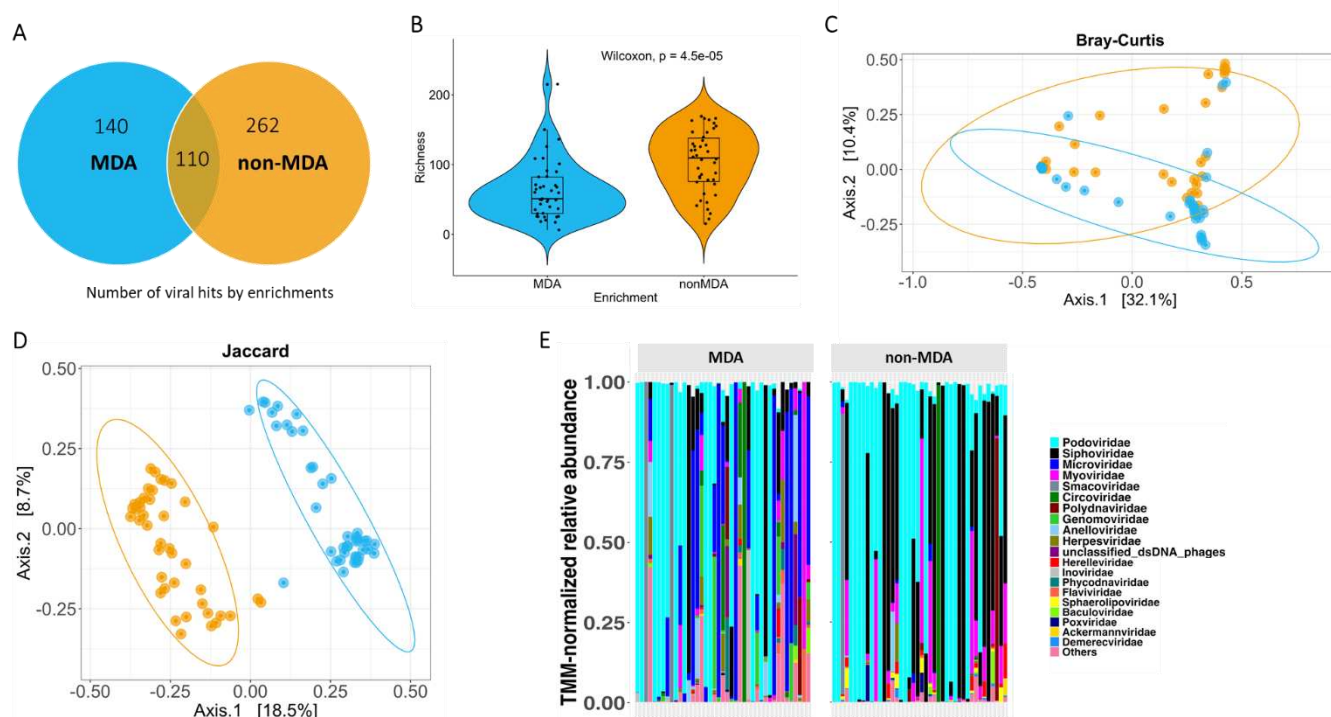 A
140
MDA
110
262
non-MDA
Number of viral hits by enrichments
B
Wilcoxon, p = 4.5e-05
Richness
200
100
0
MDA
nonMDA
Enrichment
C
Bray-Curtis
Axis.2 [10.4%]
0.50
0.25
0.00
-0.25
-1.0
-0.5
0.0
0.5
Axis.1 [32.1%]
D
Jaccard
Axis.2 [8.7%]
0.50
0.25
0.00
-0.25
-0.50
-0.25
0.00
0.25
0.50
Axis.1 [18.5%]
E
MDA
non-MDA
TMM-normalized relative abundance
1.00
0.75
0.50
0.25
0.00
Podoviridae
Siphoviridae
Microviridae
Myoviridae
Smacoviridae
Circoviridae
Polydnaviridae
Genomoviridae
Anelloviridae
Herpesviridae
unclassified_dsDNA_phages
Herelleviridae
Inoviridae
Phycodnaviridae
Flaviviridae
Sphaerolipoviridae
Baculoviridae
Poxviridae
Ackermannviridae
Demerecviridae
Others